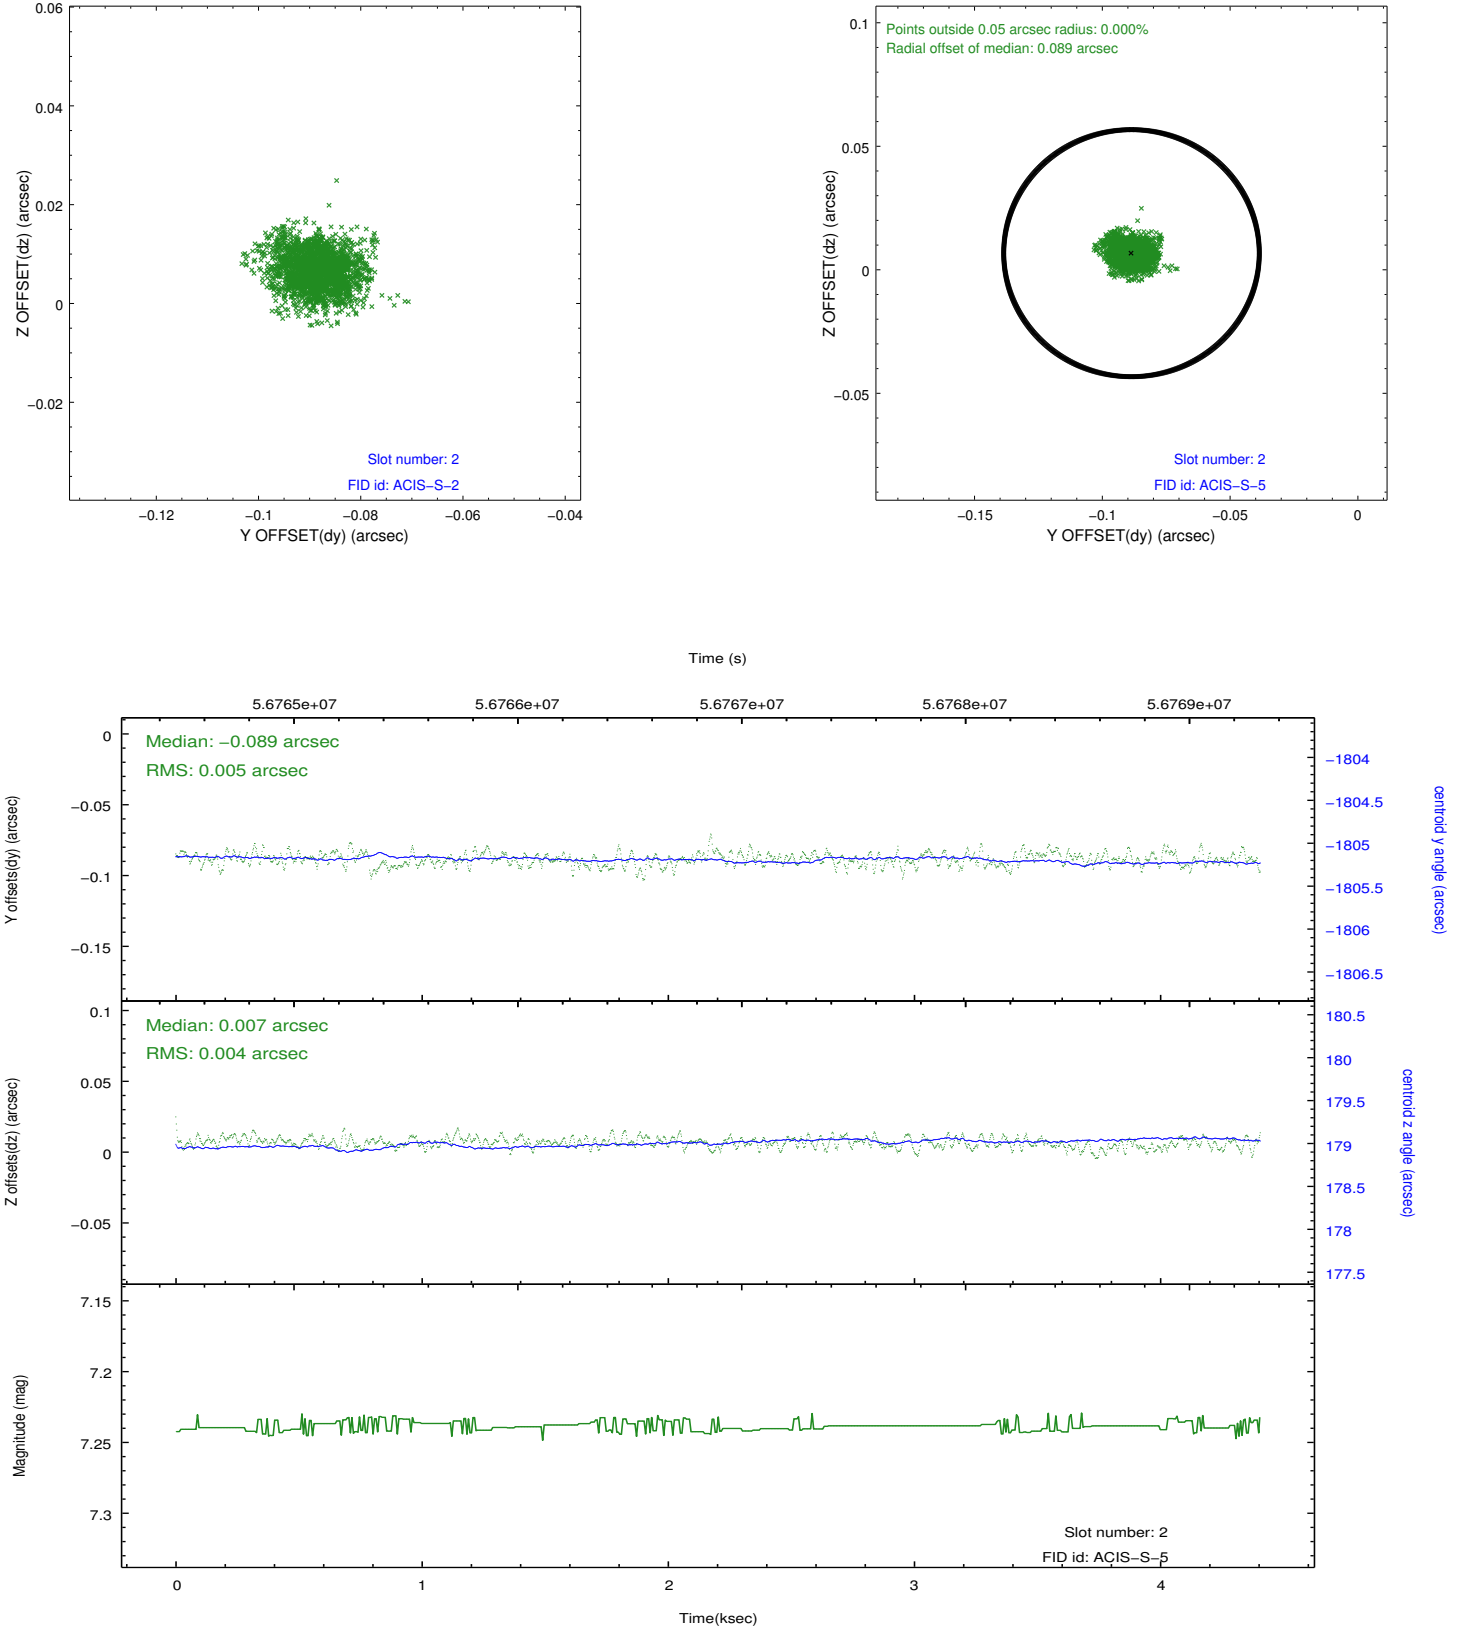 0.06
0.04
0.02
0
−0.02
Z OFFSET(dz) (arcsec)
Slot number: 2
FID id: ACIS−S−2
−0.12
−0.1
−0.08
−0.06
−0.04
Y OFFSET(dy) (arcsec)
Points outside 0.05 arcsec radius: 0.000%
Radial offset of median: 0.089 arcsec
0.1
0.05
0
−0.05
Z OFFSET(dz) (arcsec)
Slot number: 2
FID id: ACIS−S−5
−0.15
−0.1
−0.05
0
Y OFFSET(dy) (arcsec)
Time (s)
5.6765e+07
5.6766e+07
5.6767e+07
5.6768e+07
5.6769e+07
Median: −0.089 arcsec
RMS: 0.005 arcsec
0
−0.05
−0.1
−0.15
Y offsets(dy) (arcsec)
−1804
−1804.5
−1805
−1805.5
−1806
−1806.5
centroid y angle (arcsec)
Median: 0.007 arcsec
RMS: 0.004 arcsec
0.1
0.05
0
−0.05
Z offsets(dz) (arcsec)
180.5
180
179.5
179
178.5
178
177.5
centroid z angle (arcsec)
7.15
7.2
7.25
7.3
Magnitude (mag)
Slot number: 2
FID id: ACIS−S−5
0
1
2
3
4
Time(ksec)